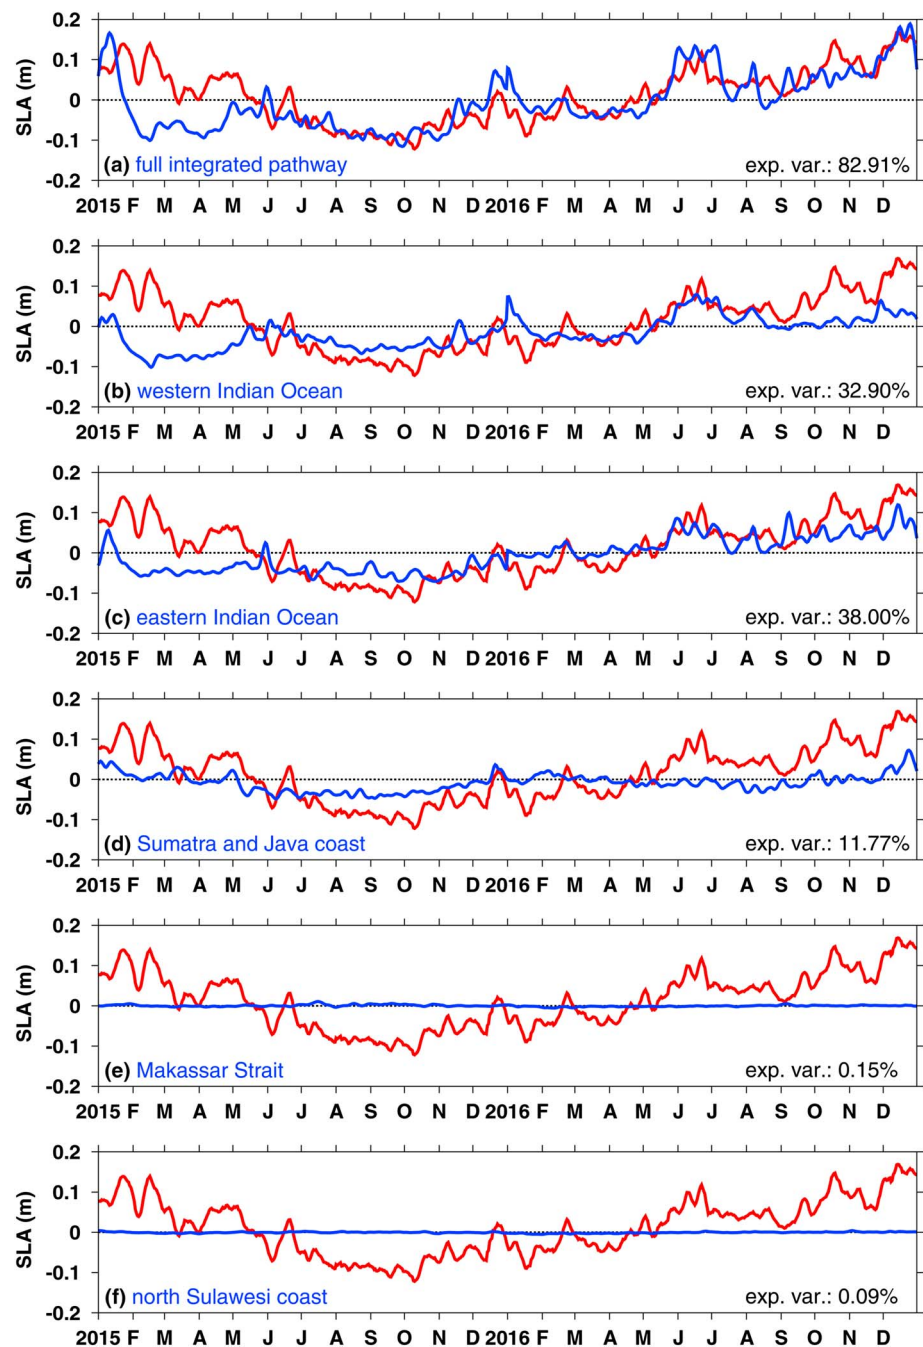 0.2
0.1
0
-0.1
-0.2
SLA (m)
(a) full integrated pathway
exp. var.: 82.91%
2015 F M A M J J A S O N D 2016 F M A M J J A S O N D
0.2
0.1
0
-0.1
-0.2
SLA (m)
(b) western Indian Ocean
exp. var.: 32.90%
2015 F M A M J J A S O N D 2016 F M A M J J A S O N D
0.2
0.1
0
-0.1
-0.2
SLA (m)
(c) eastern Indian Ocean
exp. var.: 38.00%
2015 F M A M J J A S O N D 2016 F M A M J J A S O N D
0.2
0.1
0
-0.1
-0.2
SLA (m)
(d) Sumatra and Java coast
exp. var.: 11.77%
2015 F M A M J J A S O N D 2016 F M A M J J A S O N D
0.2
0.1
0
-0.1
-0.2
SLA (m)
(e) Makassar Strait
exp. var.: 0.15%
2015 F M A M J J A S O N D 2016 F M A M J J A S O N D
0.2
0.1
0
-0.1
-0.2
SLA (m)
(f) north Sulawesi coast
exp. var.: 0.09%
2015 F M A M J J A S O N D 2016 F M A M J J A S O N D